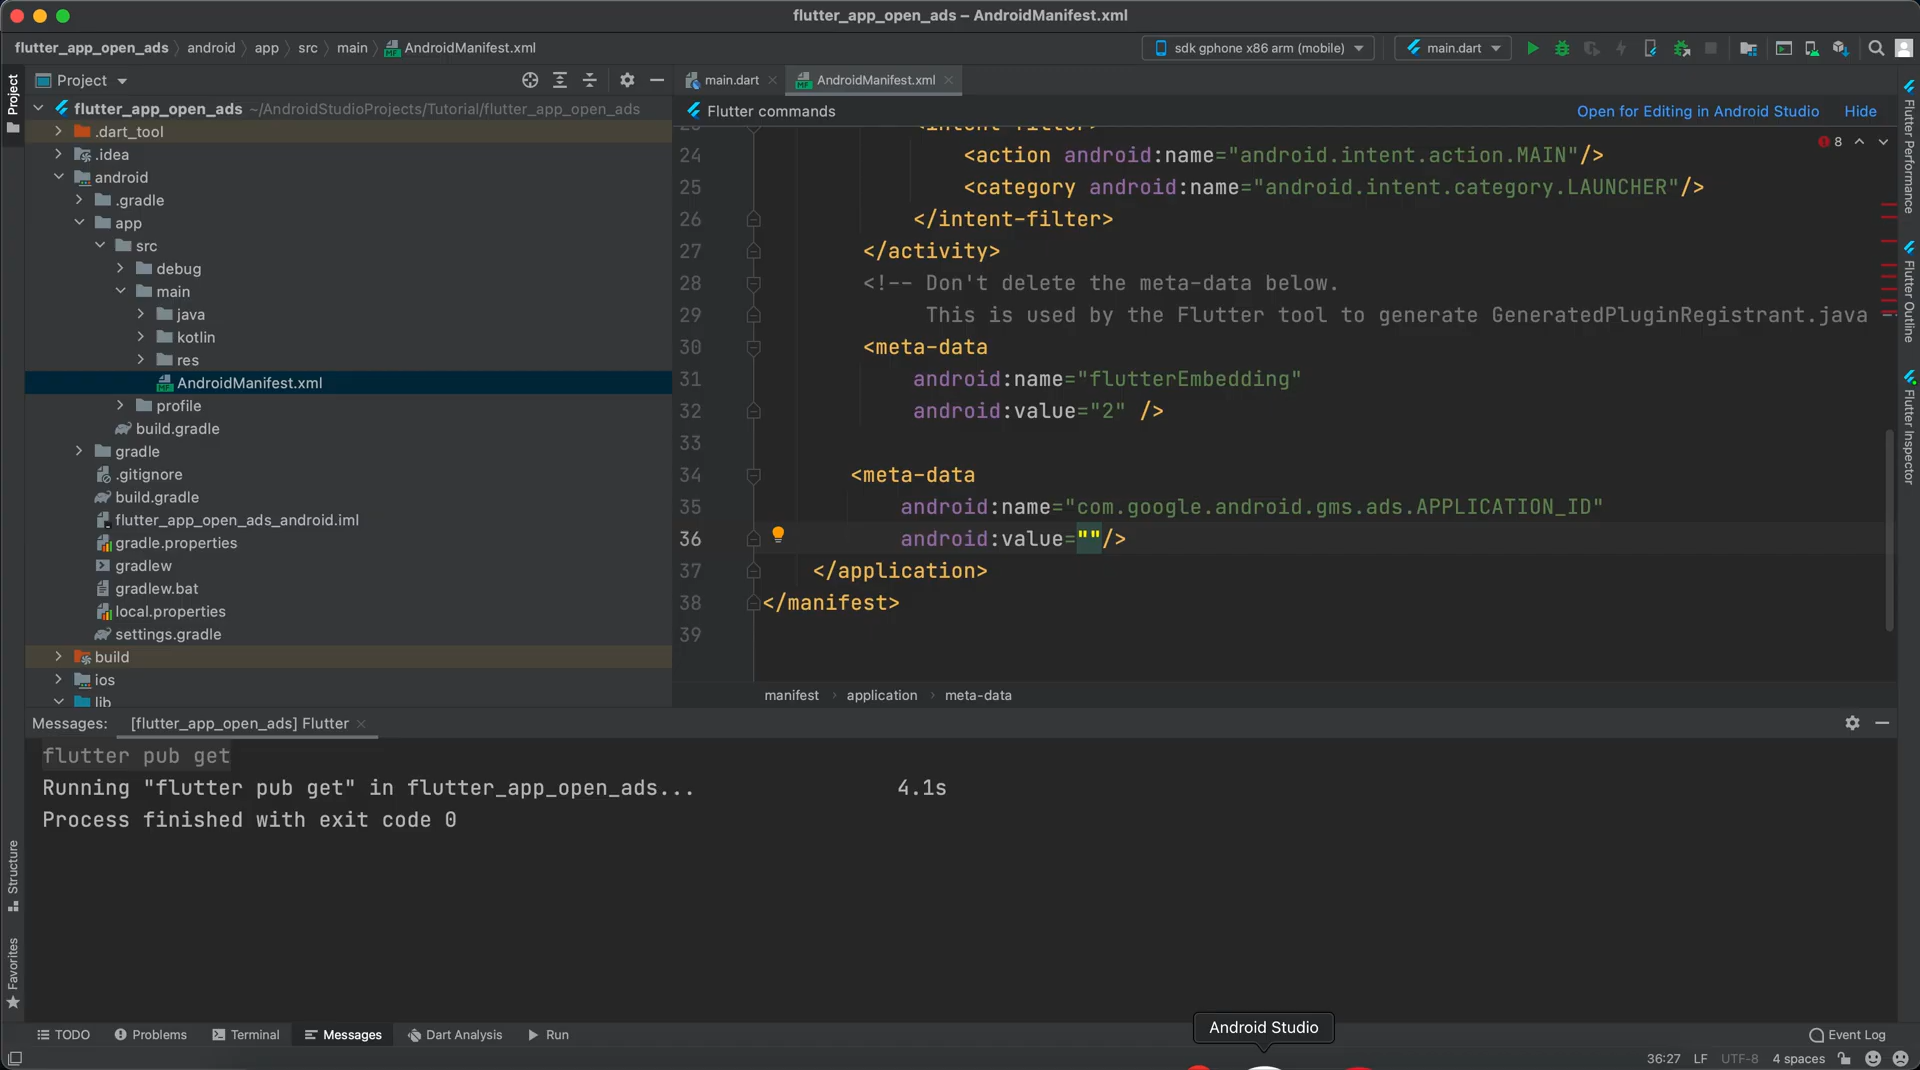 flutter_app_open_ads – AndroidManifest.xml
flutter_app_open_ads android app src main AndroidManifest.xml
sdk gphone x86 arm (mobile) main.dart
Project
Project
main.dart
AndroidManifest.xml
Flutter commands
Open for Editing in Android Studio Hide
flutter_app_open_ads ~/AndroidStudioProjects/Tutorial/flutter_app_open_ads
.dart_tool
.idea
android
.gradle
app
src
debug
main
java
kotlin
res
AndroidManifest.xml
profile
build.gradle
gradle
.gitignore
build.gradle
flutter_app_open_ads_android.iml
gradle.properties
gradlew
gradlew.bat
local.properties
settings.gradle
build
ios
lib
8
<intent-filter>
24 <action android:name="android.intent.action.MAIN"/>
25 <category android:name="android.intent.category.LAUNCHER"/>
26 </intent-filter>
27 </activity>
28 <!-- Don't delete the meta-data below.
29 This is used by the Flutter tool to generate GeneratedPluginRegistrant.java
30 <meta-data
31 android:name="flutterEmbedding"
32 android:value="2" />
33
34 <meta-data
35 android:name="com.google.android.gms.ads.APPLICATION_ID"
36 android:value=""/>
37 </application>
38 </manifest>
39
manifest application meta-data
Flutter Performance
Flutter Outline
Flutter Inspector
Messages: [flutter_app_open_ads] Flutter
flutter pub get
Running "flutter pub get" in flutter_app_open_ads... 4.1s
Process finished with exit code 0
Structure
Favorites
TODO Problems Terminal Messages Dart Analysis Run
Android Studio
Event Log
36:27 LF UTF-8 4 spaces